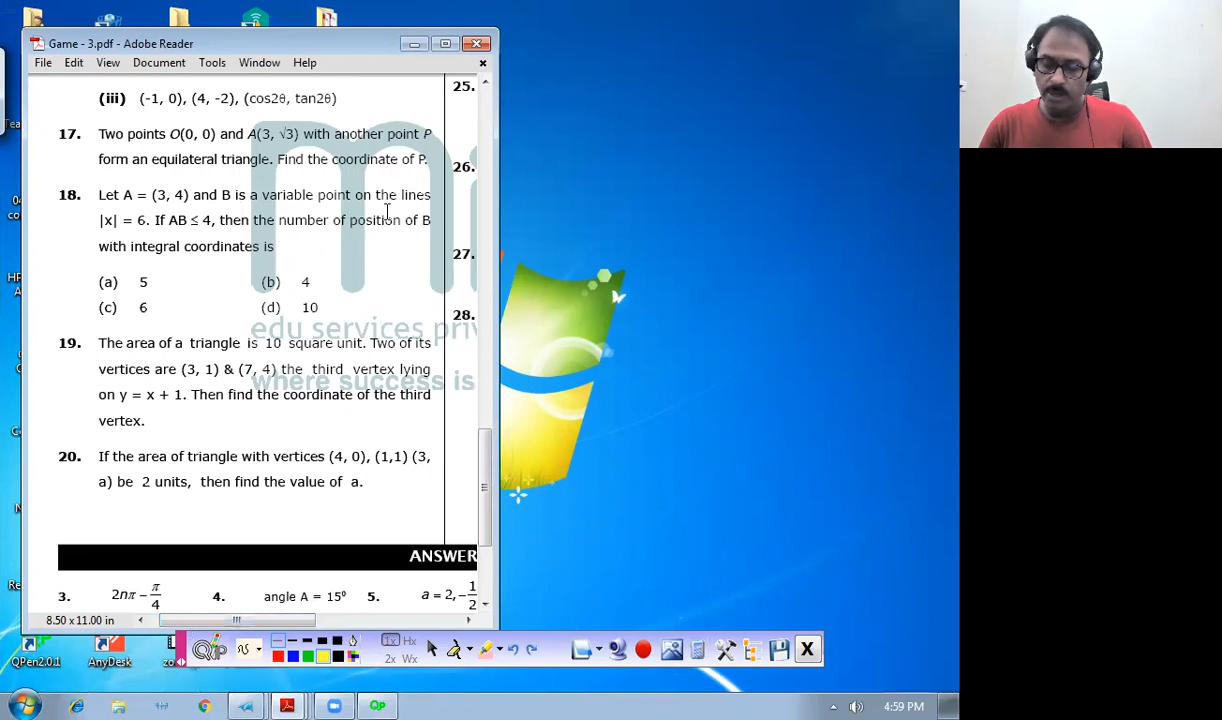 Game - 3.pdf - Adobe Reader
File Edit View Document Tools Window Help
(iii) (-1, 0), (4, -2), (cos2θ, tan2θ)
25.
17. Two points O(0, 0) and A(3, √3) with another point P
form an equilateral triangle. Find the coordinate of P.
26.
18. Let A = (3, 4) and B is a variable point on the lines
|x| = 6. If AB ≤ 4, then the number of position of B
with integral coordinates is
27.
(a) 5 (b) 4
(c) 6 (d) 10
28.
edu services priv
19. The area of a triangle is 10 square unit. Two of its
vertices are (3, 1) & (7, 4) the third vertex lying
where success is
on y = x + 1. Then find the coordinate of the third
vertex.
20. If the area of triangle with vertices (4, 0), (1,1) (3,
a) be 2 units, then find the value of a.
ANSWER
3. 2nπ – π/4 4. angle A = 15⁰ 5. a = 2, – 1/2
8.50 x 11.00 in
1x Hx
2x Wx
QPen2.0.1 AnyDesk zo
QP
4:59 PM